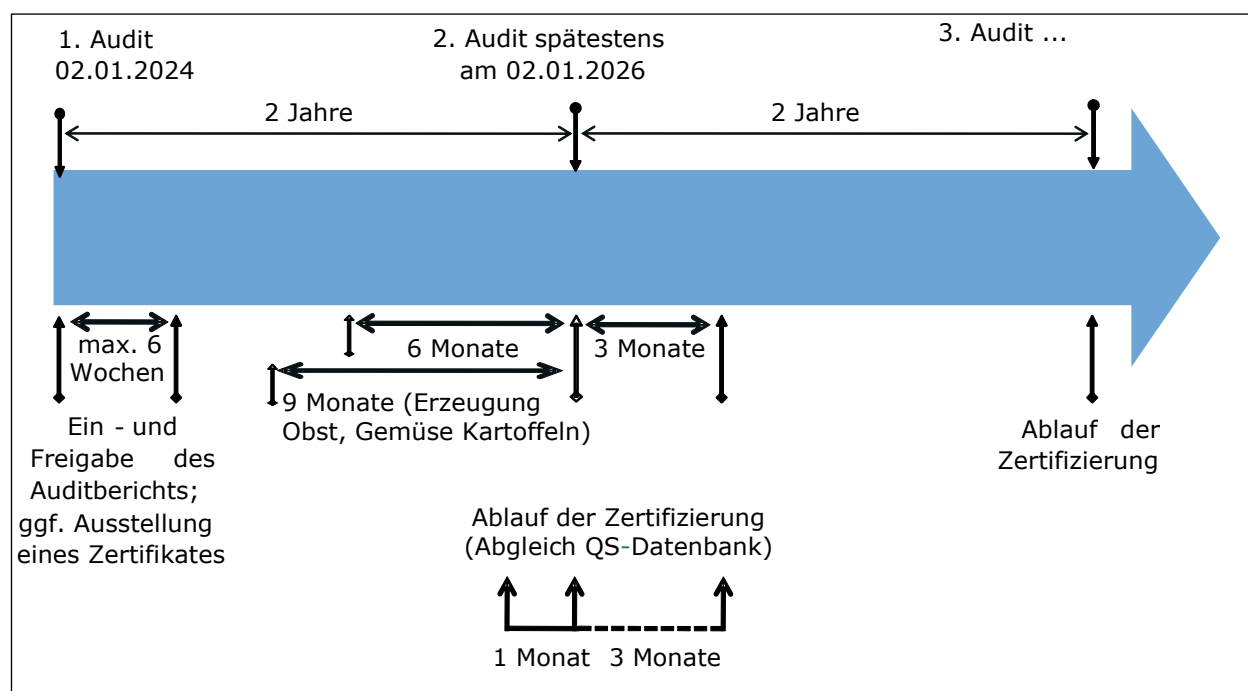 1. Audit
02.01.2024
2. Audit spätestens
am 02.01.2026
3. Audit ...
2 Jahre
2 Jahre
max. 6
Wochen
6 Monate
3 Monate
9 Monate (Erzeugung
Obst, Gemüse Kartoffeln)
Ein - und
Freigabe des
Auditberichts;
ggf. Ausstellung
eines Zertifikates
Ablauf der
Zertifizierung
Ablauf der Zertifizierung
(Abgleich QS-Datenbank)
1 Monat
3 Monate